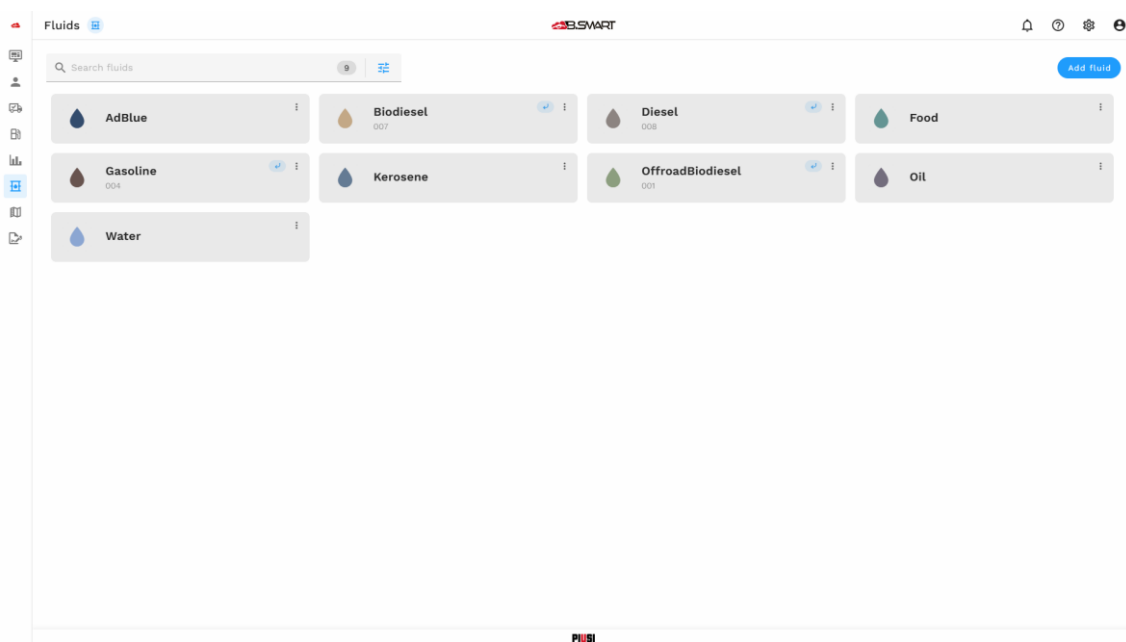 Fluids
B.SMART
Search fluids
9
Add fluid
AdBlue
Biodiesel
007
Diesel
008
Food
Gasoline
004
Kerosene
OffroadBiodiesel
001
Oil
Water
PIUSI